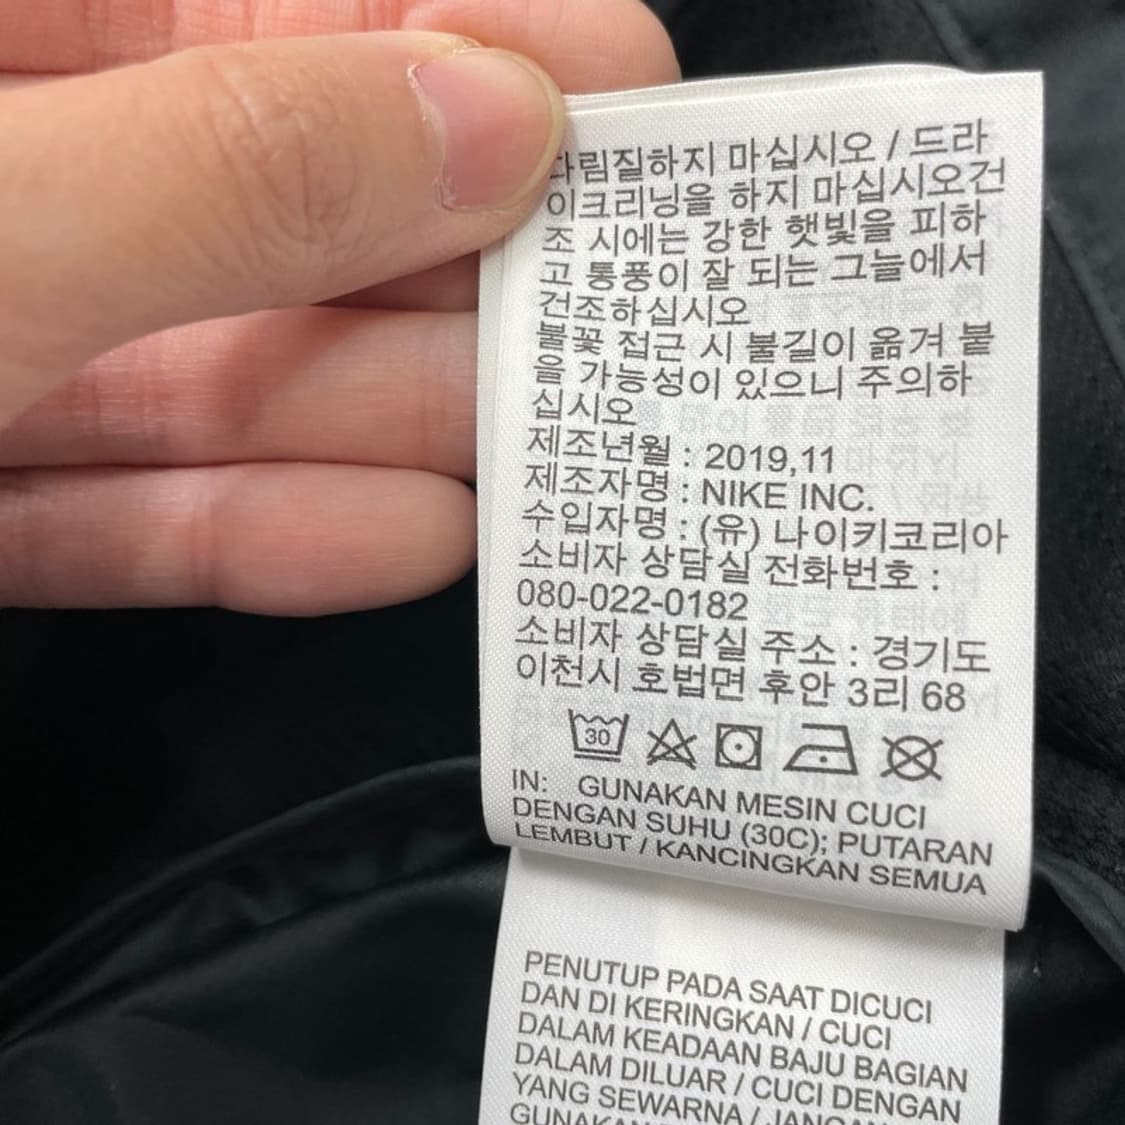 다림질하지 마십시오 / 드라
이크리닝을 하지 마십시오건
조 시에는 강한 햇빛을 피하
고 통풍이 잘 되는 그늘에서
건조하십시오
불꽃 접근 시 불길이 옮겨 붙
을 가능성이 있으니 주의하
십시오
제조년월 : 2019,11
제조자명 : NIKE INC.
수입자명 : (유) 나이키코리아
소비자 상담실 전화번호 :
080-022-0182
소비자 상담실 주소 : 경기도
이천시 호법면 후안 3리 68
30
IN: GUNAKAN MESIN CUCI
DENGAN SUHU (30C); PUTARAN
LEMBUT / KANCINGKAN SEMUA
PENUTUP PADA SAAT DICUCI
DAN DI KERINGKAN / CUCI
DALAM KEADAAN BAJU BAGIAN
DALAM DILUAR / CUCI DENGAN
YANG SEWARNA / JANGAN
GUNAKAN